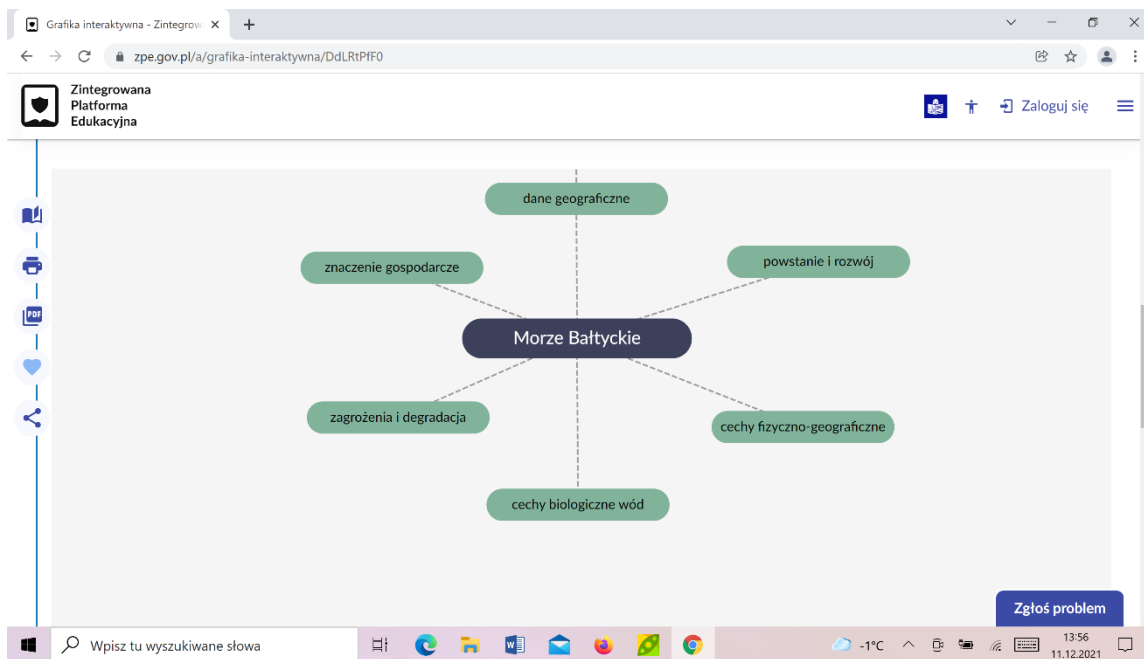 Grafika interaktywna - Zintegrow
zpe.gov.pl/a/grafika-interaktywna/DdLRtPfF0
Zintegrowana
Platforma
Edukacyjna
Zaloguj się
dane geograficzne
znaczenie gospodarcze
powstanie i rozwój
PDF
Morze Bałtyckie
zagrożenia i degradacja
cechy fizyczno-geograficzne
cechy biologiczne wód
Zgłoś problem
Wpisz tu wyszukiwane słowa
-1°C
13:56
11.12.2021